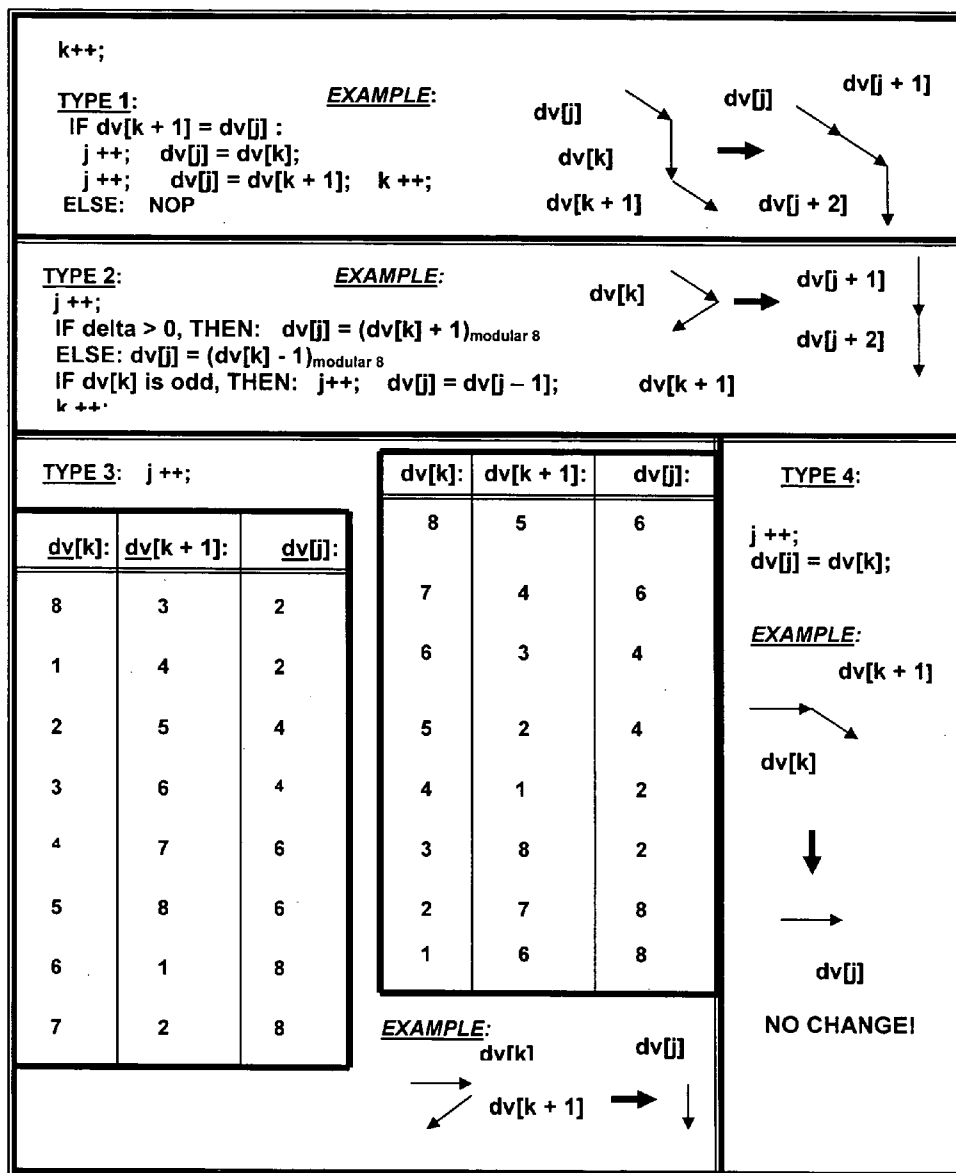 k++;
TYPE 1: EXAMPLE:
IF dv[k + 1] = dv[j] :
j ++; dv[j] = dv[k];
j ++; dv[j] = dv[k + 1]; k ++;
ELSE: NOP
dv[j] dv[j] dv[j + 1]
dv[k]
dv[k + 1] dv[j + 2]
TYPE 2: EXAMPLE:
j ++;
IF delta > 0, THEN: dv[j] = (dv[k] + 1)modular 8
ELSE: dv[j] = (dv[k] - 1)modular 8
IF dv[k] is odd, THEN: j++; dv[j] = dv[j – 1];
k ++;
dv[k] dv[j + 1]
dv[j + 2]
dv[k + 1]
TYPE 3: j ++;
dv[k]: dv[k + 1]: dv[j]:
8 3 2
1 4 2
2 5 4
3 6 4
4 7 6
5 8 6
6 1 8
7 2 8
dv[k]: dv[k + 1]: dv[j]:
8 5 6
7 4 6
6 3 4
5 2 4
4 1 2
3 8 2
2 7 8
1 6 8
EXAMPLE:
dv[k] dv[j]
dv[k + 1]
TYPE 4:
j ++;
dv[j] = dv[k];
EXAMPLE:
dv[k + 1]
dv[k]
dv[j]
NO CHANGE!